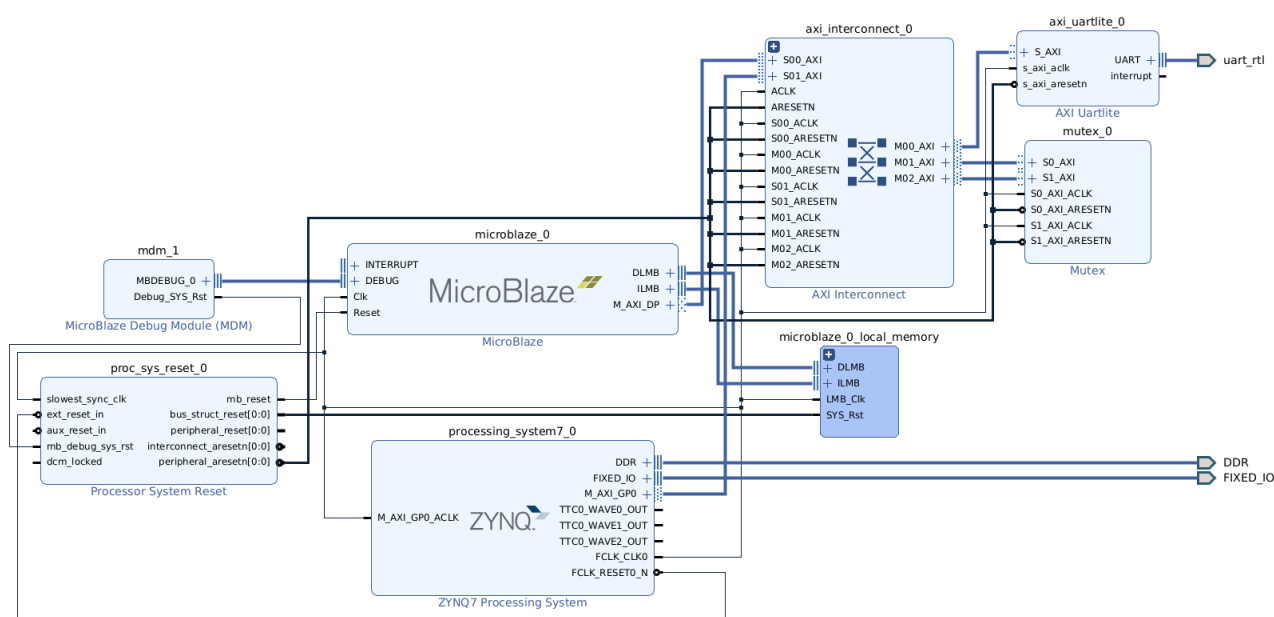 axi_interconnect_0
S00_AXI
S01_AXI
ACLK
ARESETN
S00_ACLK
S00_ARESETN
M00_ACLK
M00_ARESETN
S01_ACLK
S01_ARESETN
M01_ACLK
M01_ARESETN
M02_ACLK
M02_ARESETN
M00_AXI
M01_AXI
M02_AXI
AXI Interconnect
axi_uartlite_0
S_AXI
s_axi_aclk
s_axi_aresetn
UART
interrupt
AXI Uartlite
uart_rtl
mutex_0
S0_AXI
S1_AXI
S0_AXI_ACLK
S0_AXI_ARESETN
S1_AXI_ACLK
S1_AXI_ARESETN
Mutex
mdm_1
MBDEBUG_0
Debug_SYS_Rst
MicroBlaze Debug Module (MDM)
microblaze_0
INTERRUPT
DEBUG
Clk
Reset
MicroBlaze
DLMB
ILMB
M_AXI_DP
MicroBlaze
microblaze_0_local_memory
DLMB
ILMB
LMB_Clk
SYS_Rst
proc_sys_reset_0
slowest_sync_clk
ext_reset_in
aux_reset_in
mb_debug_sys_rst
dcm_locked
mb_reset
bus_struct_reset[0:0]
peripheral_reset[0:0]
interconnect_aresetn[0:0]
peripheral_aresetn[0:0]
Processor System Reset
processing_system7_0
M_AXI_GP0_ACLK
ZYNQ
DDR
FIXED_IO
M_AXI_GP0
TTC0_WAVE0_OUT
TTC0_WAVE1_OUT
TTC0_WAVE2_OUT
FCLK_CLK0
FCLK_RESET0_N
ZYNQ7 Processing System
DDR
FIXED_IO